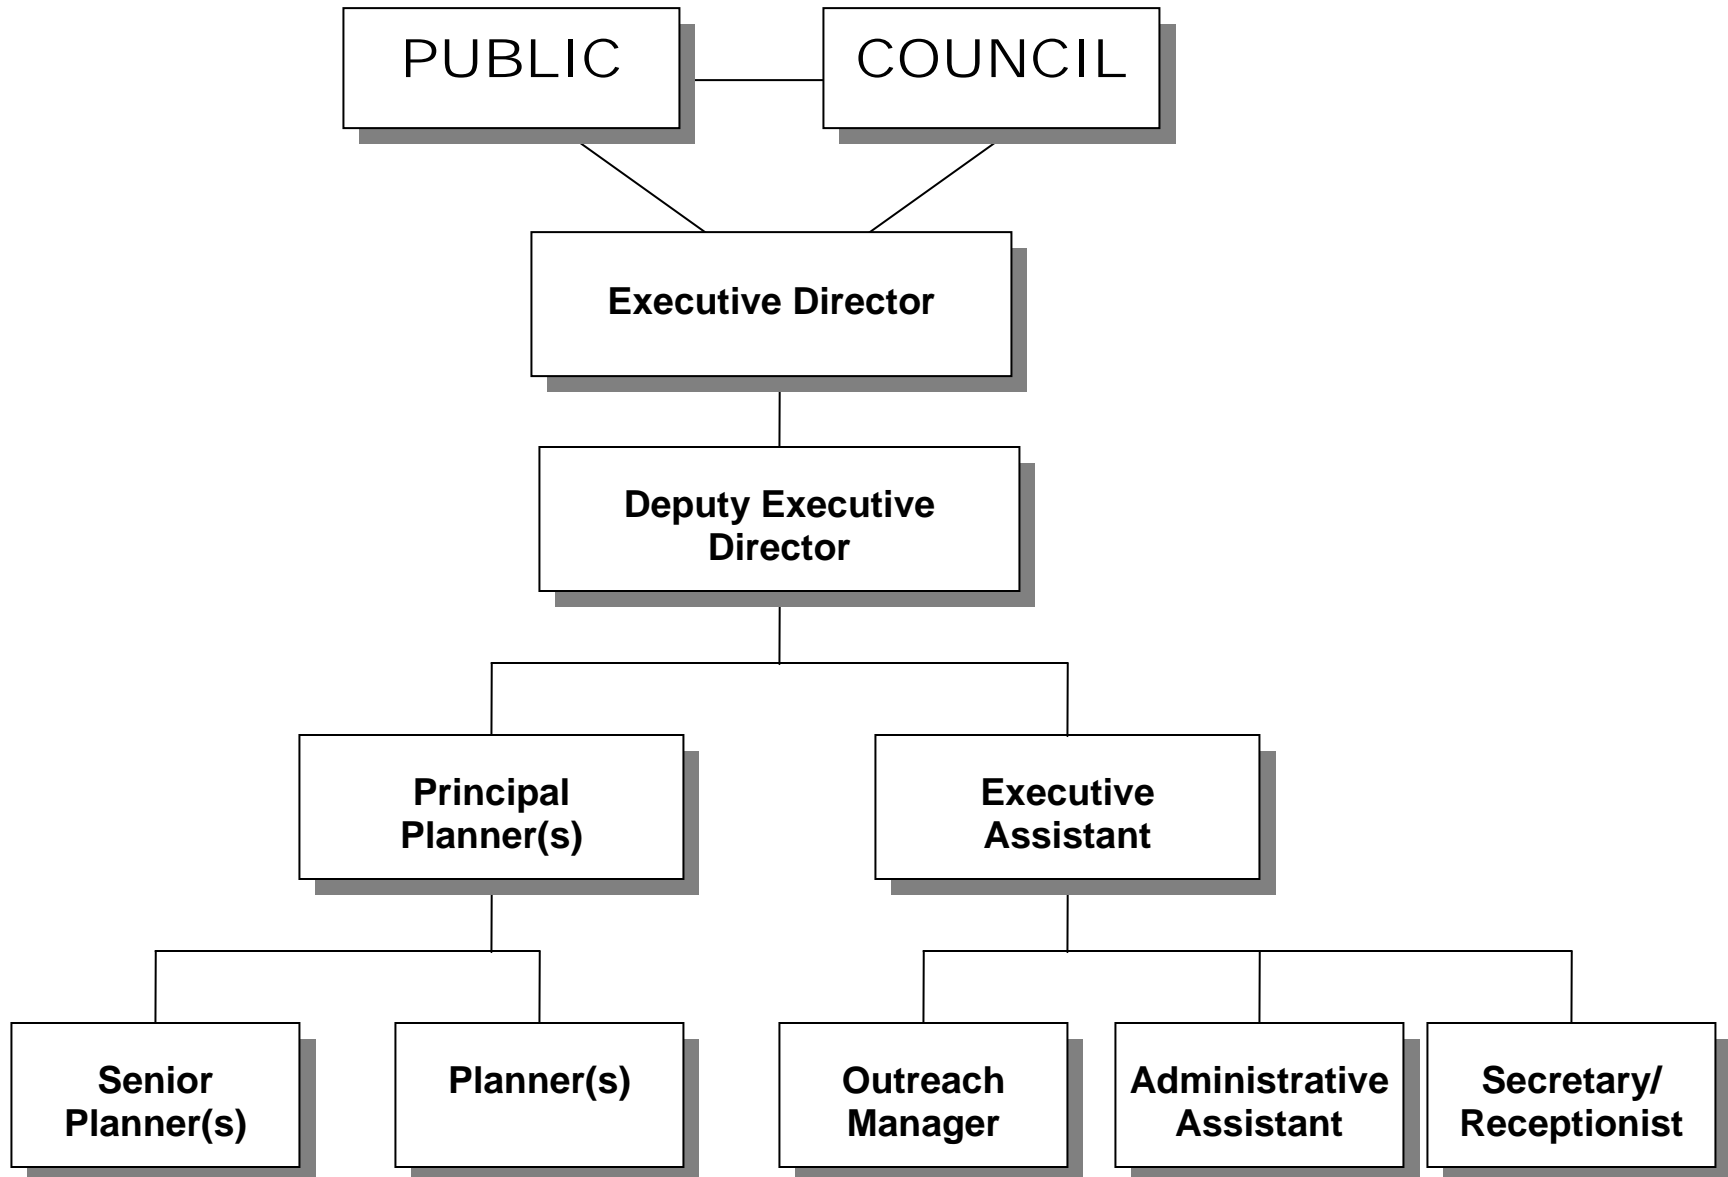 PUBLIC
COUNCIL
Executive Director
Deputy Executive
Director
Principal
Planner(s)
Executive
Assistant
Senior
Planner(s)
Planner(s)
Outreach
Manager
Administrative
Assistant
Secretary/
Receptionist